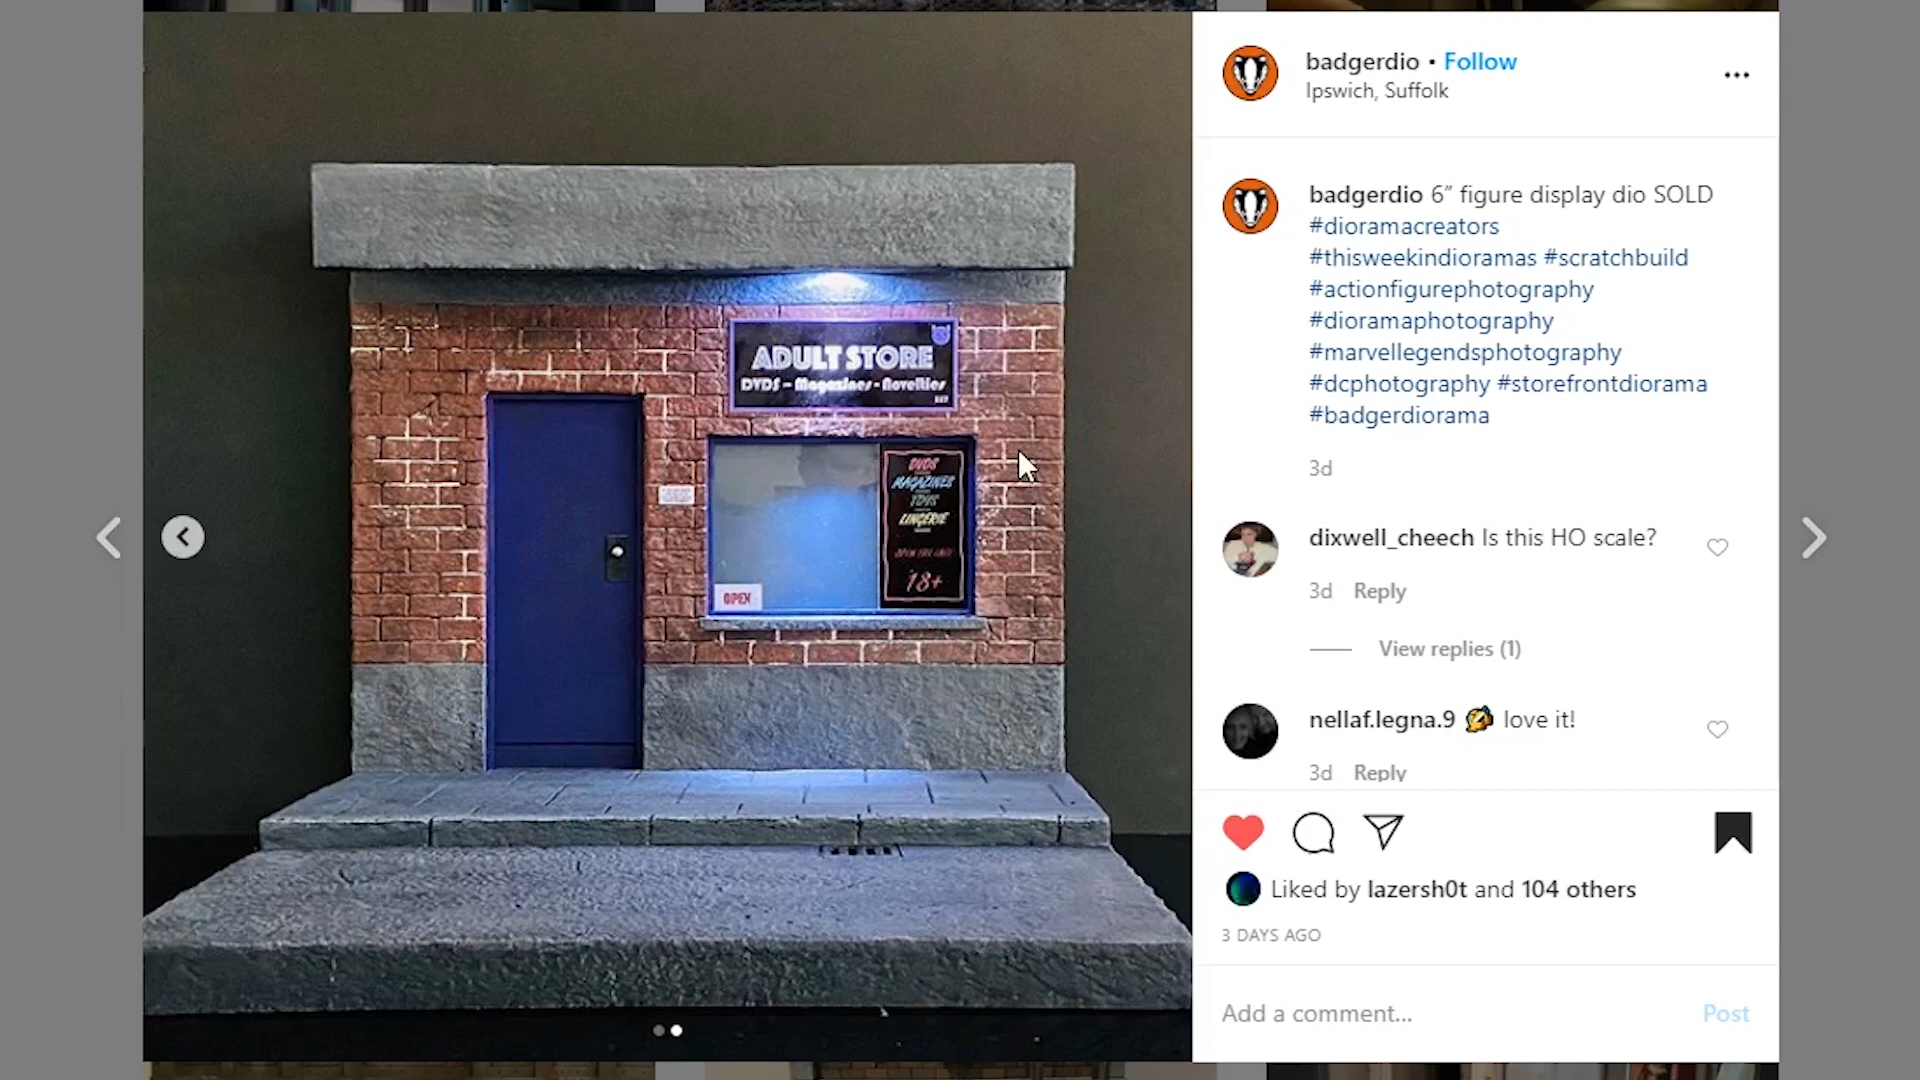 ADULT STORE
DVDS - Magazines - Novelties
DVDS
MAGAZINES
TOYS
LINGERIE
18+
OPEN
badgerdio • Follow
Ipswich, Suffolk
badgerdio 6” figure display dio SOLD
#dioramacreators
#thisweekindioramas #scratchbuild
#actionfigurephotography
#dioramaphotography
#marvellegendsphotography
#dcphotography #storefrontdiorama
#badgerdiorama
3d
dixwell_cheech Is this HO scale?
3d Reply
View replies (1)
nellaf.legna.9 love it!
3d Reply
Liked by lazersh0t and 104 others
3 DAYS AGO
Add a comment... Post